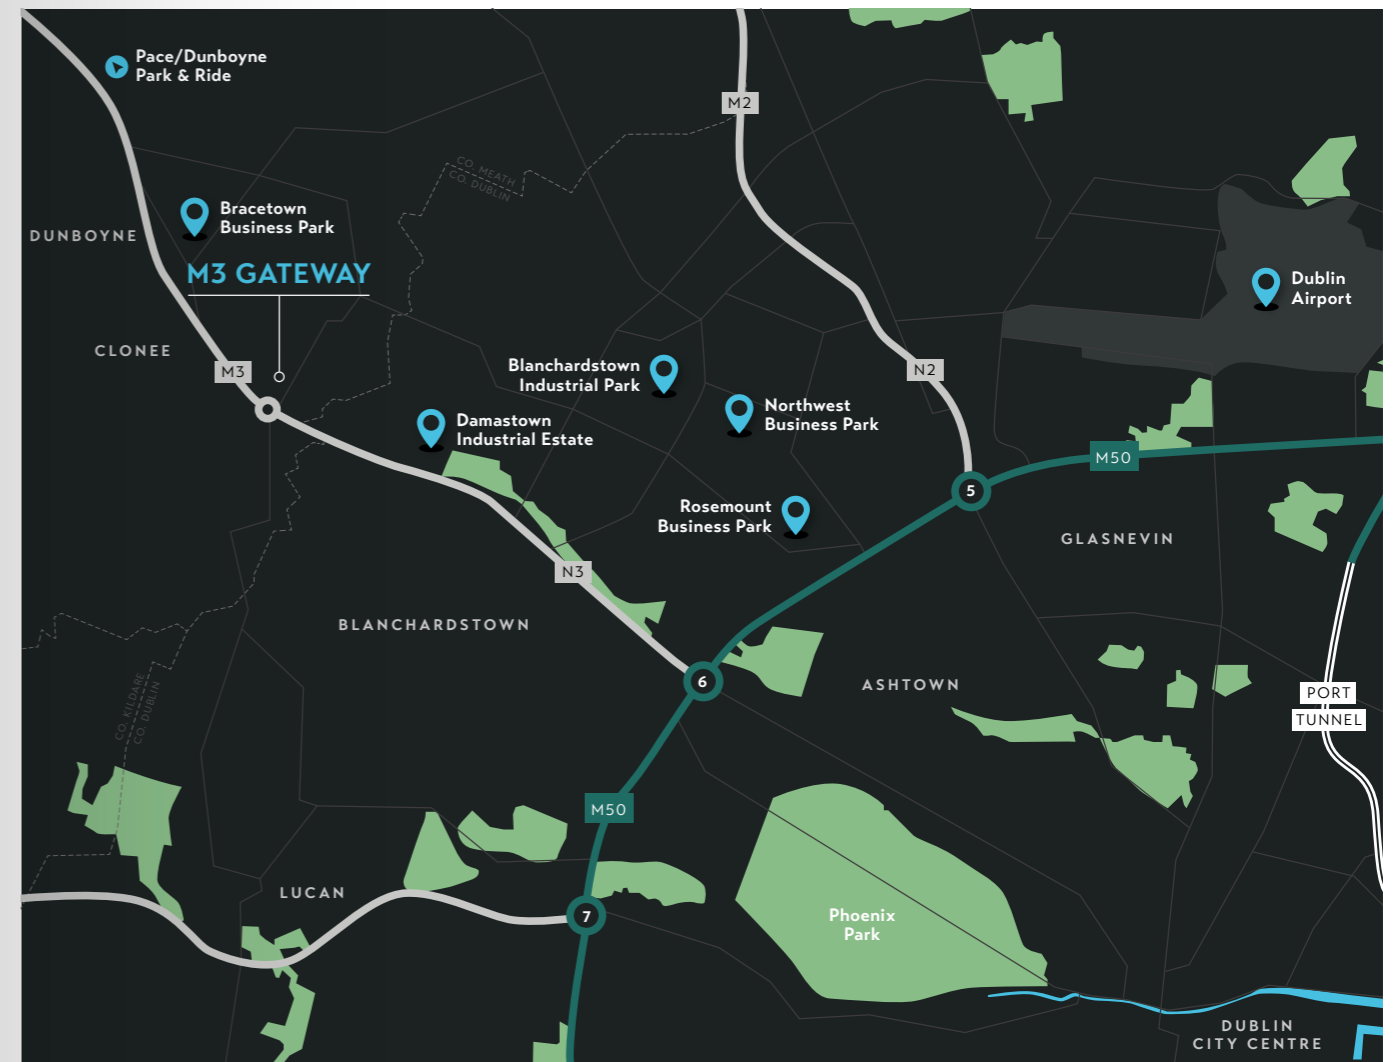 Pace/Dunboyne
Park & Ride
M2
CO. MEATH
CO. DUBLIN
Bracetown
Business Park
DUNBOYNE
M3 GATEWAY
Dublin
Airport
CLONEE
M3
Blanchardstown
Industrial Park
N2
Northwest
Business Park
Damastown
Industrial Estate
M50
5
Rosemount
Business Park
GLASNEVIN
N3
BLANCHARDSTOWN
6
ASHTOWN
PORT
TUNNEL
CO. KILDARE
CO. DUBLIN
M50
LUCAN
7
Phoenix
Park
DUBLIN
CITY CENTRE